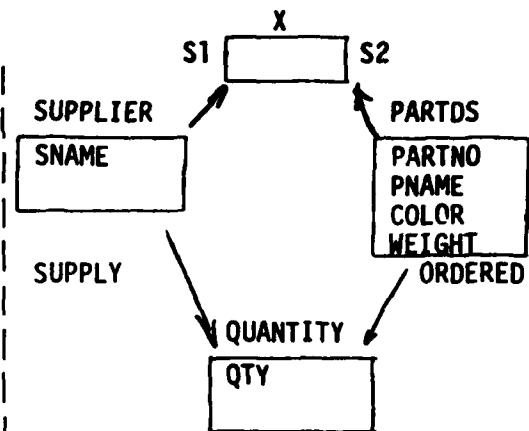 X
S1 S2
SUPPLIER PARTDS
SNAME PARTNO
PNAME
COLOR
WEIGHT
SUPPLY ORDERED
QUANTITY
QTY